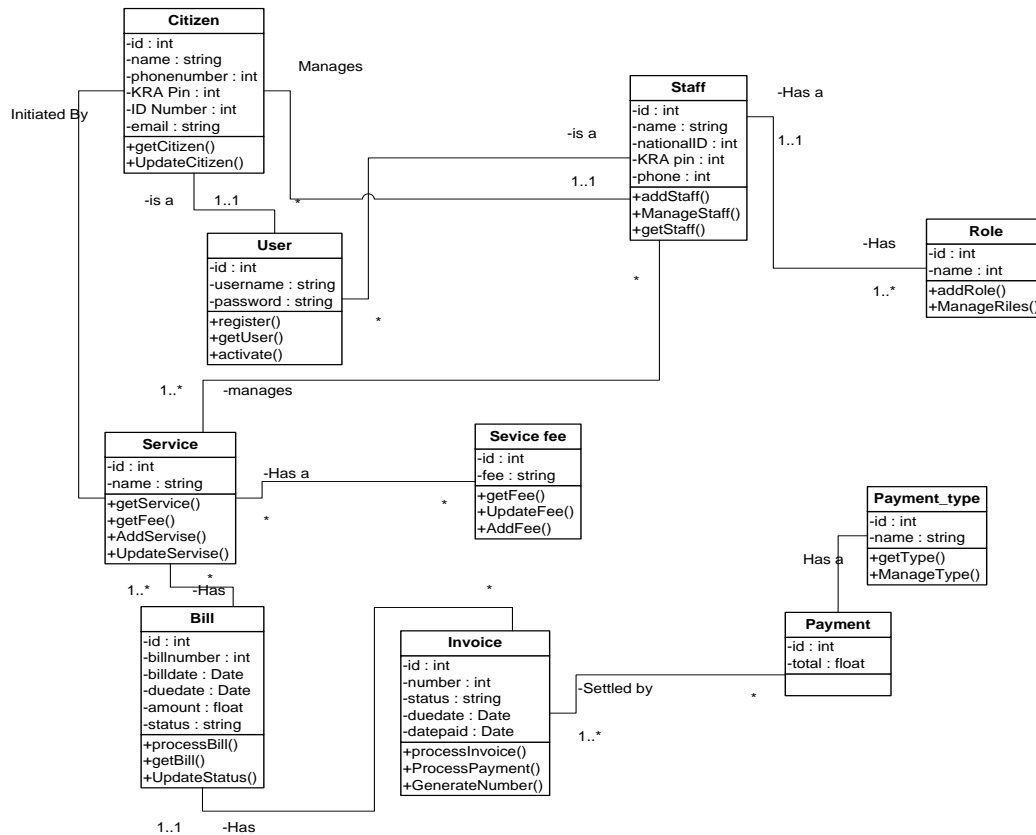 Citizen
-id : int
-name : string
-phonenumber : int
-KRA Pin : int
-ID Number : int
-email : string
+getCitizen()
+UpdateCitizen()
Manages
Initiated By
Staff
-id : int
-name : string
-nationalID : int
-KRA pin : int
-phone : int
+addStaff()
+ManageStaff()
+getStaff()
-Has a
1..1
-is a
1..1
-is a
1..1
*
User
-id : int
-username : string
-password : string
+register()
+getUser()
+activate()
*
*
-Has
1..*
Role
-id : int
-name : int
+addRole()
+ManageRiles()
1..*
-manages
Service
-id : int
-name : string
+getService()
+getFee()
+AddServise()
+UpdateServise()
-Has a
*
*
Sevice fee
-id : int
-fee : string
+getFee()
+UpdateFee()
+AddFee()
Payment_type
-id : int
-name : string
+getType()
+ManageType()
Has a
1..*
*
-Has
Bill
-id : int
-billnumber : int
-billdate : Date
-duedate : Date
-amount : float
-status : string
+processBill()
+getBill()
+UpdateStatus()
*
Invoice
-id : int
-number : int
-status : string
-duedate : Date
-datepaid : Date
+processInvoice()
+ProcessPayment()
+GenerateNumber()
Payment
-id : int
-total : float
-Settled by
*
1..*
1..1
-Has